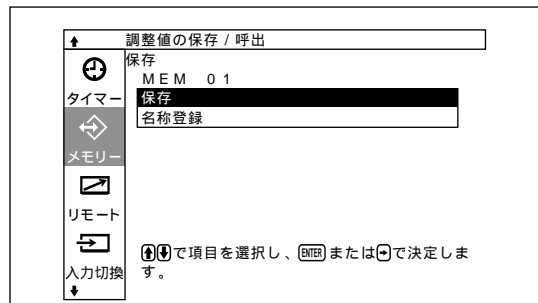 調整値の保存 / 呼出
保存
MEM 01
保存
名称登録
タイマー
メモリー
リモート
入力切換
で項目を選択し、ENTERまたはで決定しま
す。